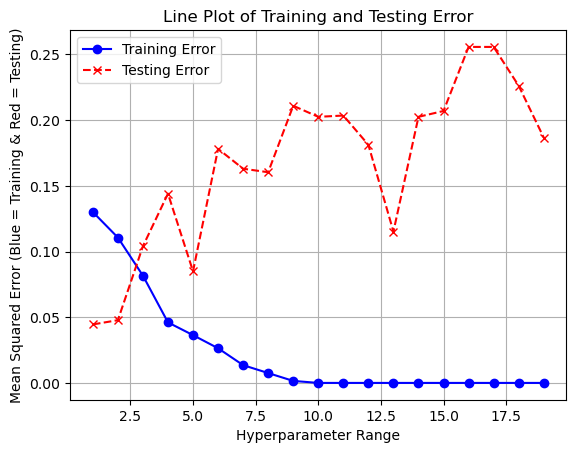 Line Plot of Training and Testing Error
Mean Squared Error (Blue = Training & Red = Testing)
0.25
0.20
0.15
0.10
0.05
0.00
Training Error
Testing Error
2.5 5.0 7.5 10.0 12.5 15.0 17.5
Hyperparameter Range